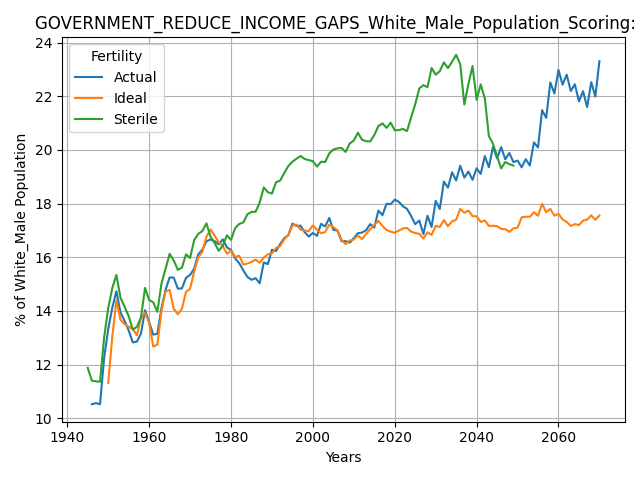 GOVERNMENT_REDUCE_INCOME_GAPS_White_Male_Population_Scoring:
Fertility
Actual
Ideal
Sterile
% of White_Male Population
24
22
20
18
16
14
12
10
1940 1960 1980 2000 2020 2040 2060
Years